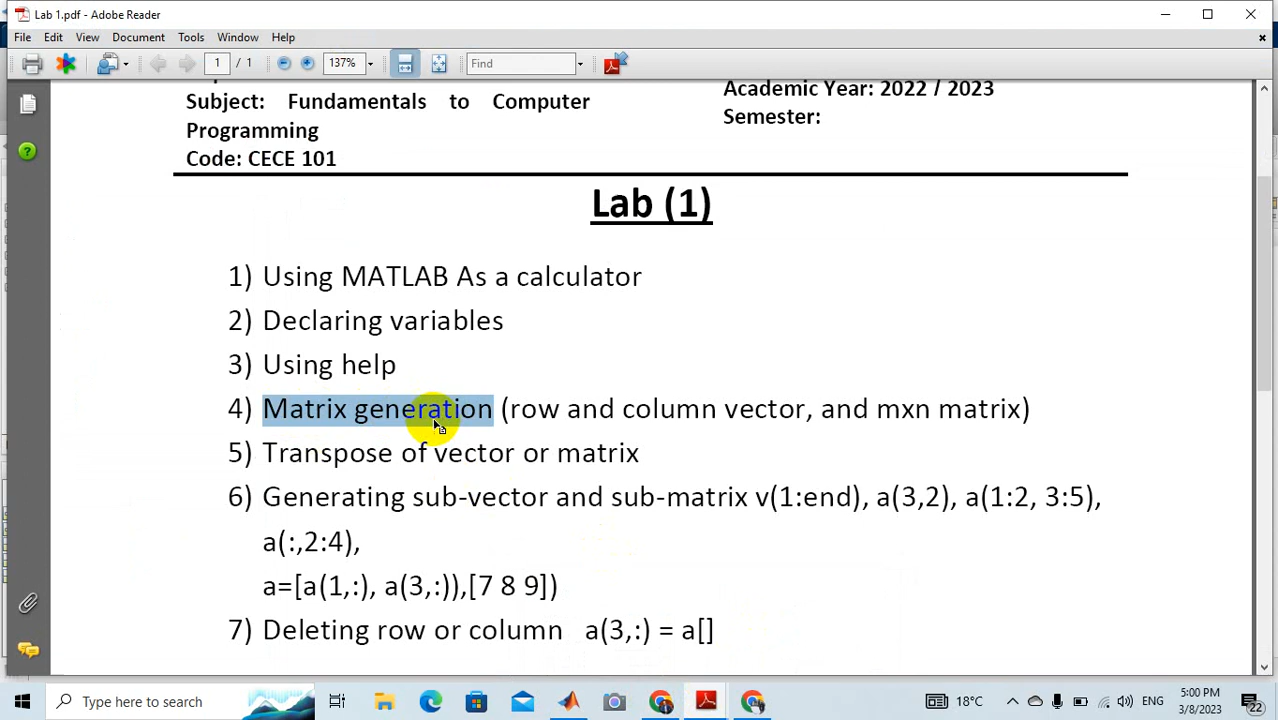 Lab 1.pdf - Adobe Reader
File Edit View Document Tools Window Help
1 / 1 137% Find
Subject: Fundamentals to Computer
Programming
Code: CECE 101
Academic Year: 2022 / 2023
Semester:
Lab (1)
1) Using MATLAB As a calculator
2) Declaring variables
3) Using help
4) Matrix generation (row and column vector, and mxn matrix)
5) Transpose of vector or matrix
6) Generating sub-vector and sub-matrix v(1:end), a(3,2), a(1:2, 3:5),
a(:,2:4),
a=[a(1,:), a(3,:)),[7 8 9])
7) Deleting row or column a(3,:) = a[]
Type here to search
18°C ENG 5:00 PM
3/8/2023 22